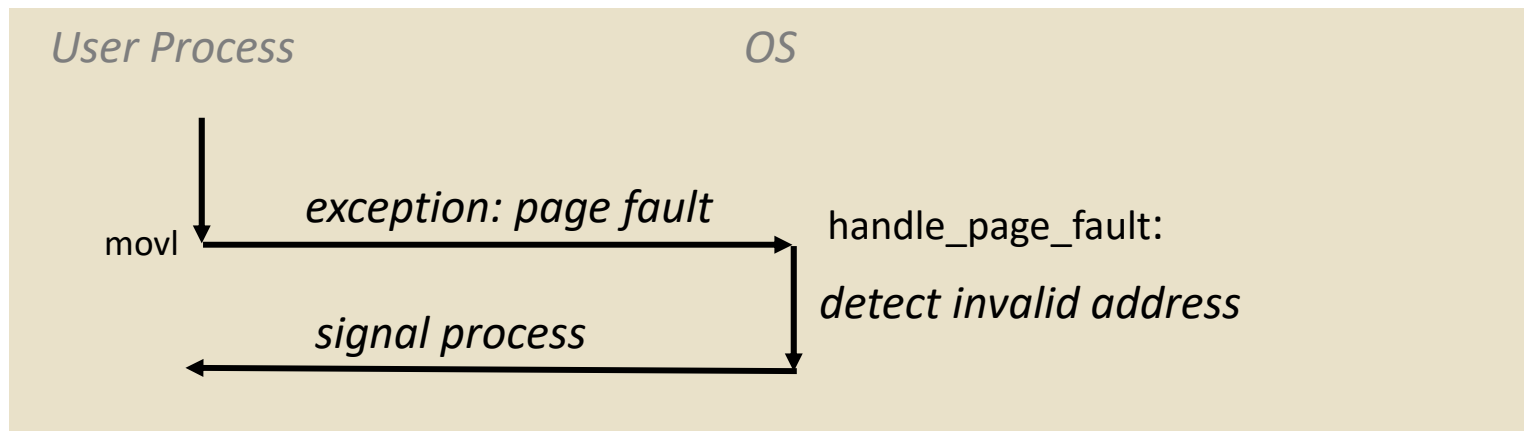 User Process OS
exception: page fault
movl
handle_page_fault:
detect invalid address
signal process